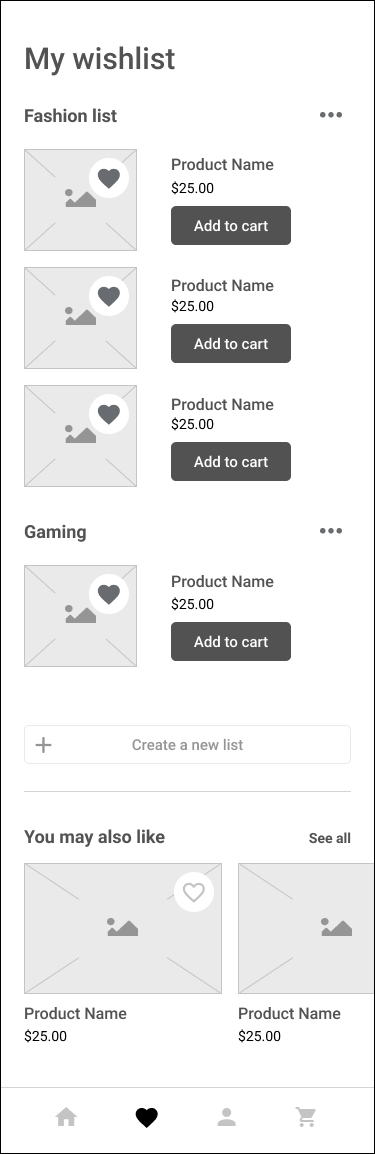 My wishlist
Fashion list
Product Name
$25.00
Add to cart
Product Name
$25.00
Add to cart
Product Name
$25.00
Add to cart
Gaming
Product Name
$25.00
Add to cart
Create a new list
You may also like
See all
Product Name
$25.00
Product Name
$25.00